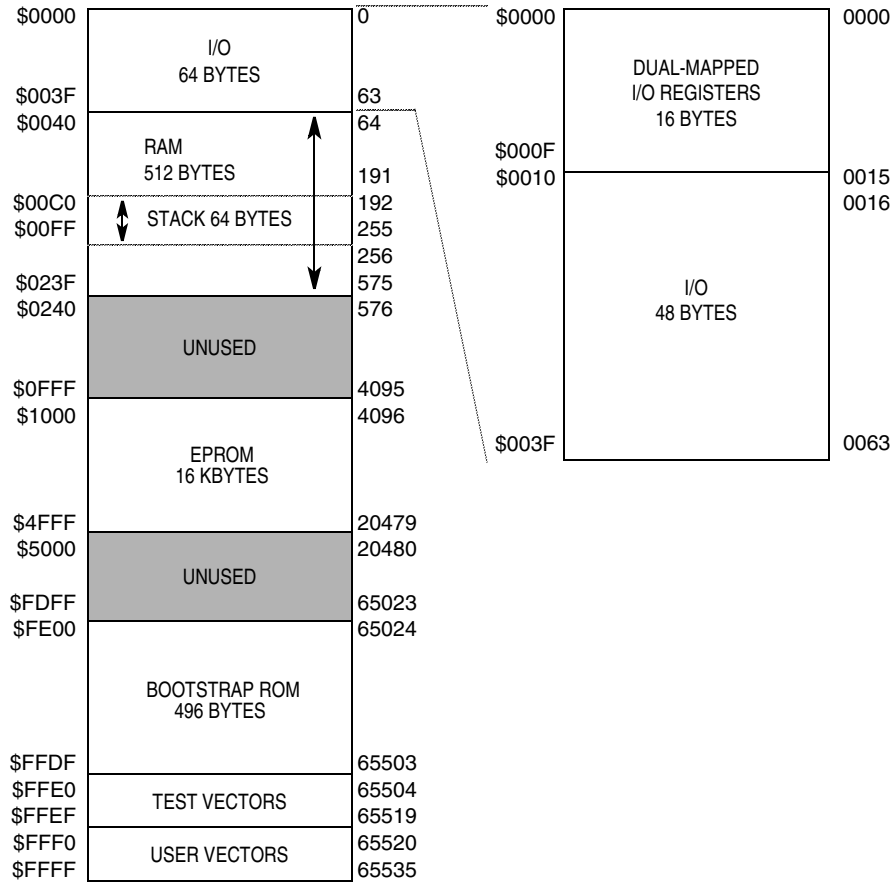 $0000 0 $0000 0000
I/O
64 BYTES
DUAL-MAPPED
I/O REGISTERS
16 BYTES
$003F 63
$0040 64
RAM
512 BYTES
$000F
191 $0010 0015
$00C0 192 0016
STACK 64 BYTES
$00FF 255
256
$023F 575
I/O
48 BYTES
$0240 576
UNUSED
$0FFF 4095
$1000 4096
$003F 0063
EPROM
16 KBYTES
$4FFF 20479
$5000 20480
UNUSED
$FDFF 65023
$FE00 65024
BOOTSTRAP ROM
496 BYTES
$FFDF 65503
$FFE0 65504
TEST VECTORS
$FFEF 65519
$FFF0 65520
USER VECTORS
$FFFF 65535